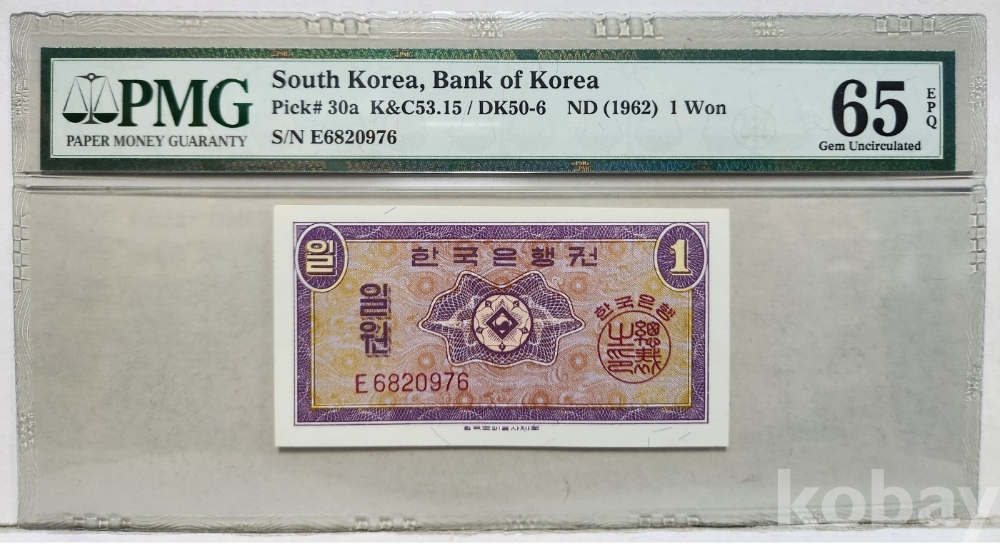 PMG
PAPER MONEY GUARANTY
South Korea, Bank of Korea
Pick# 30a K&C53.15 / DK50-6 ND (1962) 1 Won
S/N E6820976
65
EPQ
Gem Uncirculated
일
한국은행권
1
일원
한국은행
E 6820976
kobay